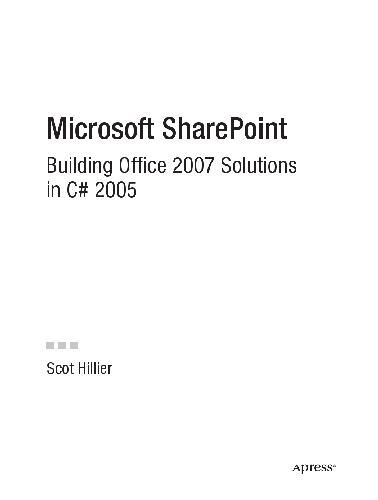 Microsoft SharePoint
Building Office 2007 Solutions
in C# 2005
Scot Hillier
Apress®